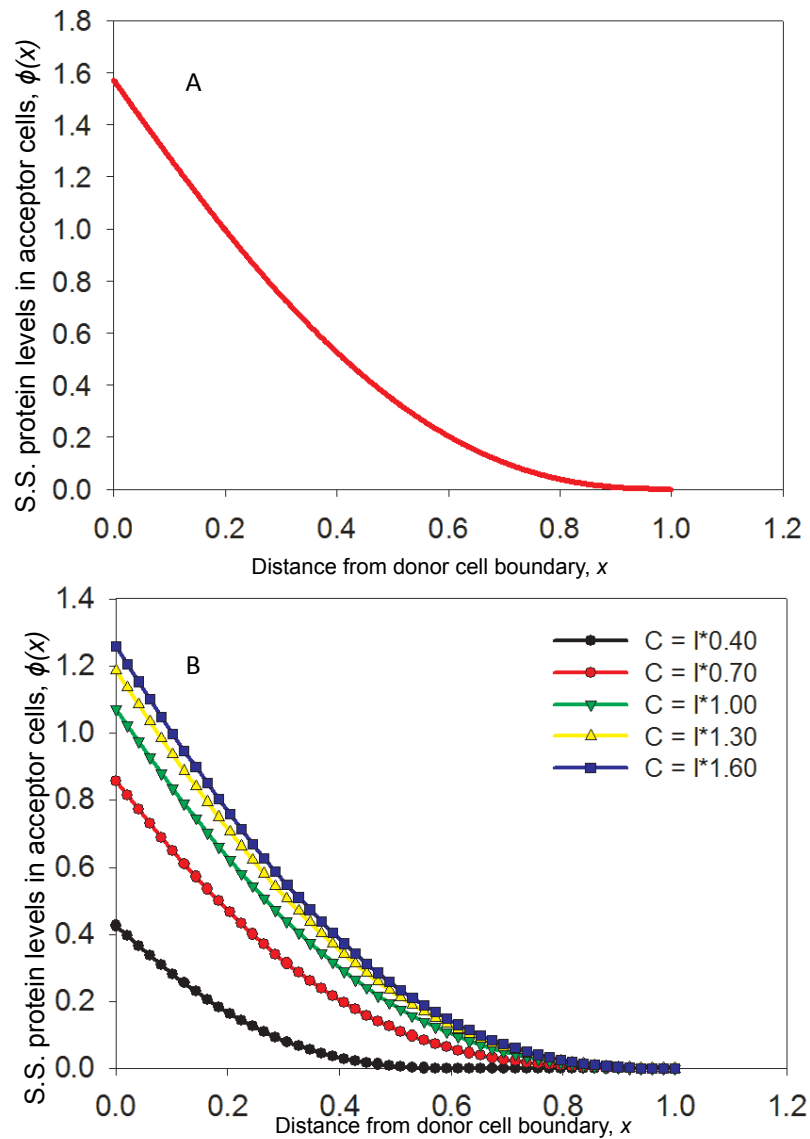 S.S. protein levels in acceptor cells, ϕ(x)
1.8
1.6
1.4
1.2
1.0
0.8
0.6
0.4
0.2
0.0
A
0.0 0.2 0.4 0.6 0.8 1.0 1.2
Distance from donor cell boundary, x
S.S. protein levels in acceptor cells, ϕ(x)
1.4
1.2
1.0
0.8
0.6
0.4
0.2
0.0
B
C = I*0.40
C = I*0.70
C = I*1.00
C = I*1.30
C = I*1.60
0.0 0.2 0.4 0.6 0.8 1.0 1.2
Distance from donor cell boundary, x